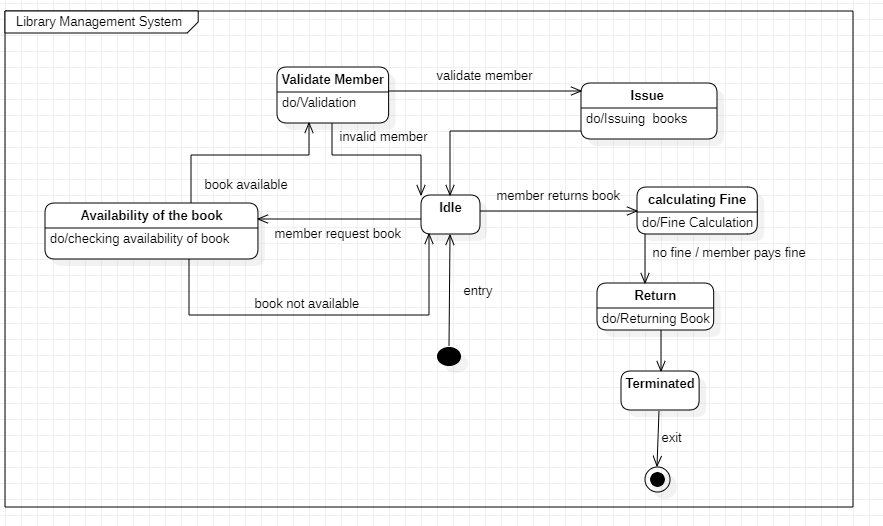 Library Management System
Validate Member
do/Validation
validate member
Issue
do/Issuing  books
invalid member
book available
Availability of the book
do/checking availability of book
Idle
member request book
member returns book
calculating Fine
do/Fine Calculation
no fine / member pays fine
book not available
entry
Return
do/Returning Book
Terminated
exit